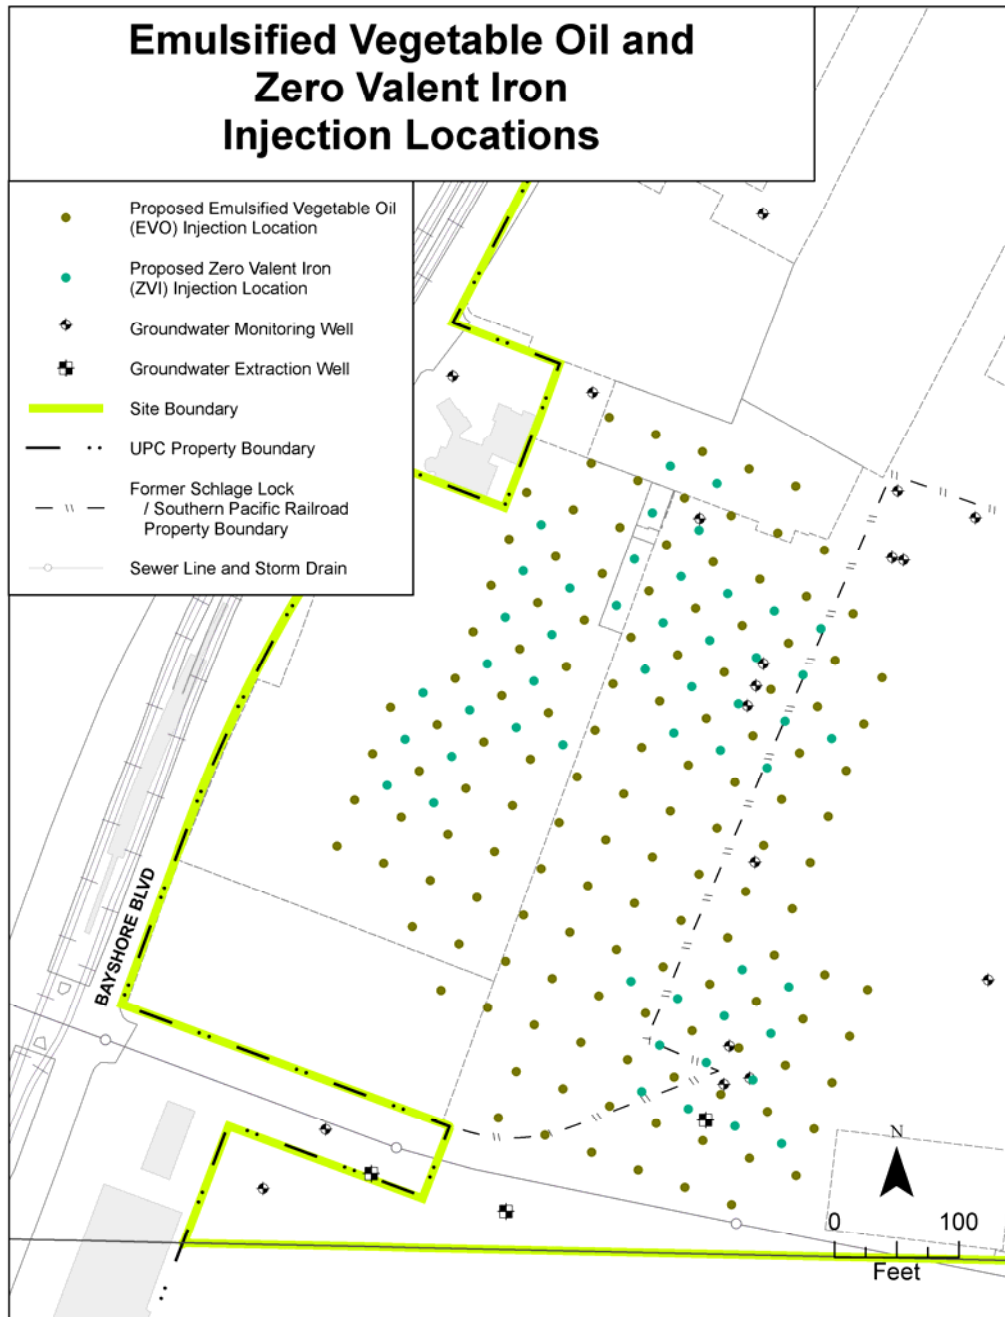 Emulsified Vegetable Oil and
Zero Valent Iron
Injection Locations
Proposed Emulsified Vegetable Oil
(EVO) Injection Location
Proposed Zero Valent Iron
(ZVI) Injection Location
Groundwater Monitoring Well
Groundwater Extraction Well
Site Boundary
UPC Property Boundary
Former Schlage Lock
/ Southern Pacific Railroad
Property Boundary
Sewer Line and Storm Drain
BAYSHORE BLVD
N
0 100
Feet